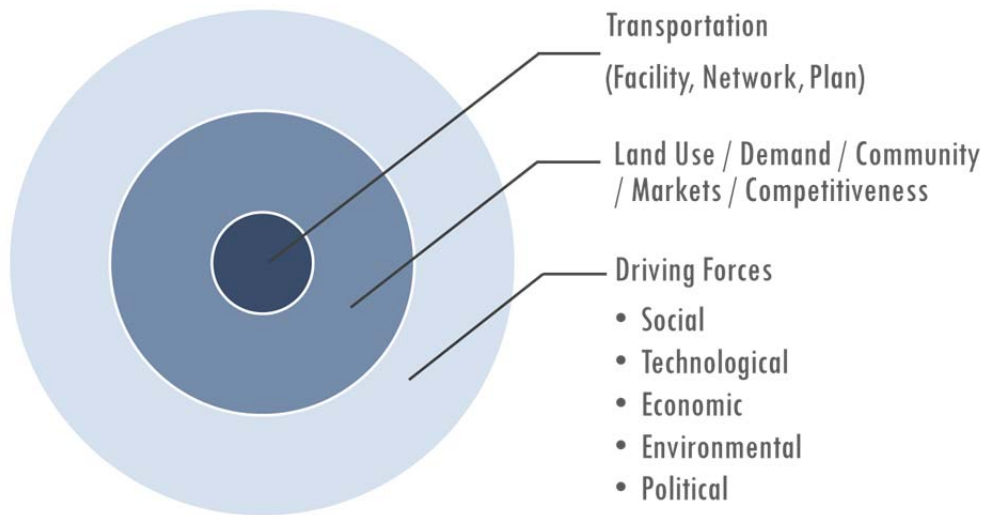 Transportation
(Facility, Network, Plan)
Land Use / Demand / Community
/ Markets / Competitiveness
Driving Forces
• Social
• Technological
• Economic
• Environmental
• Political